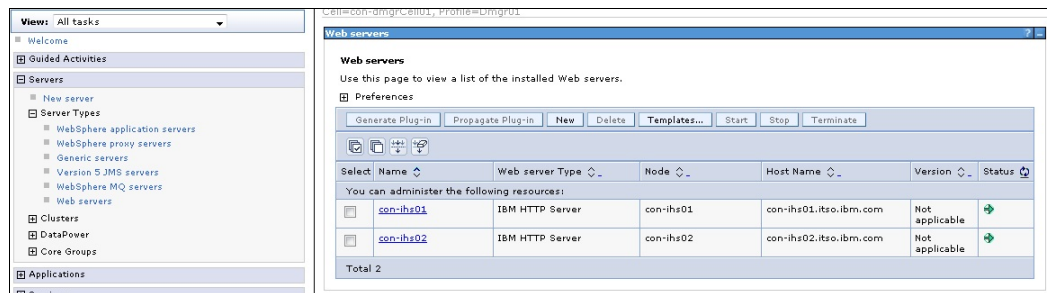 Cell=con-dmgrCell01, Profile=Dmgr01
View: All tasks
Welcome
Guided Activities
Servers
New server
Server Types
WebSphere application servers
WebSphere proxy servers
Generic servers
Version 5 JMS servers
WebSphere MQ servers
Web servers
Clusters
DataPower
Core Groups
Applications
Web servers ? -
Web servers
Use this page to view a list of the installed Web servers.
Preferences
Generate Plug-in Propagate Plug-in New Delete Templates... Start Stop Terminate
Select Name Web server Type Node Host Name Version Status
You can administer the following resources:
con-ihs01 IBM HTTP Server con-ihs01 con-ihs01.itso.ibm.com Not applicable
con-ihs02 IBM HTTP Server con-ihs02 con-ihs02.itso.ibm.com Not applicable
Total 2